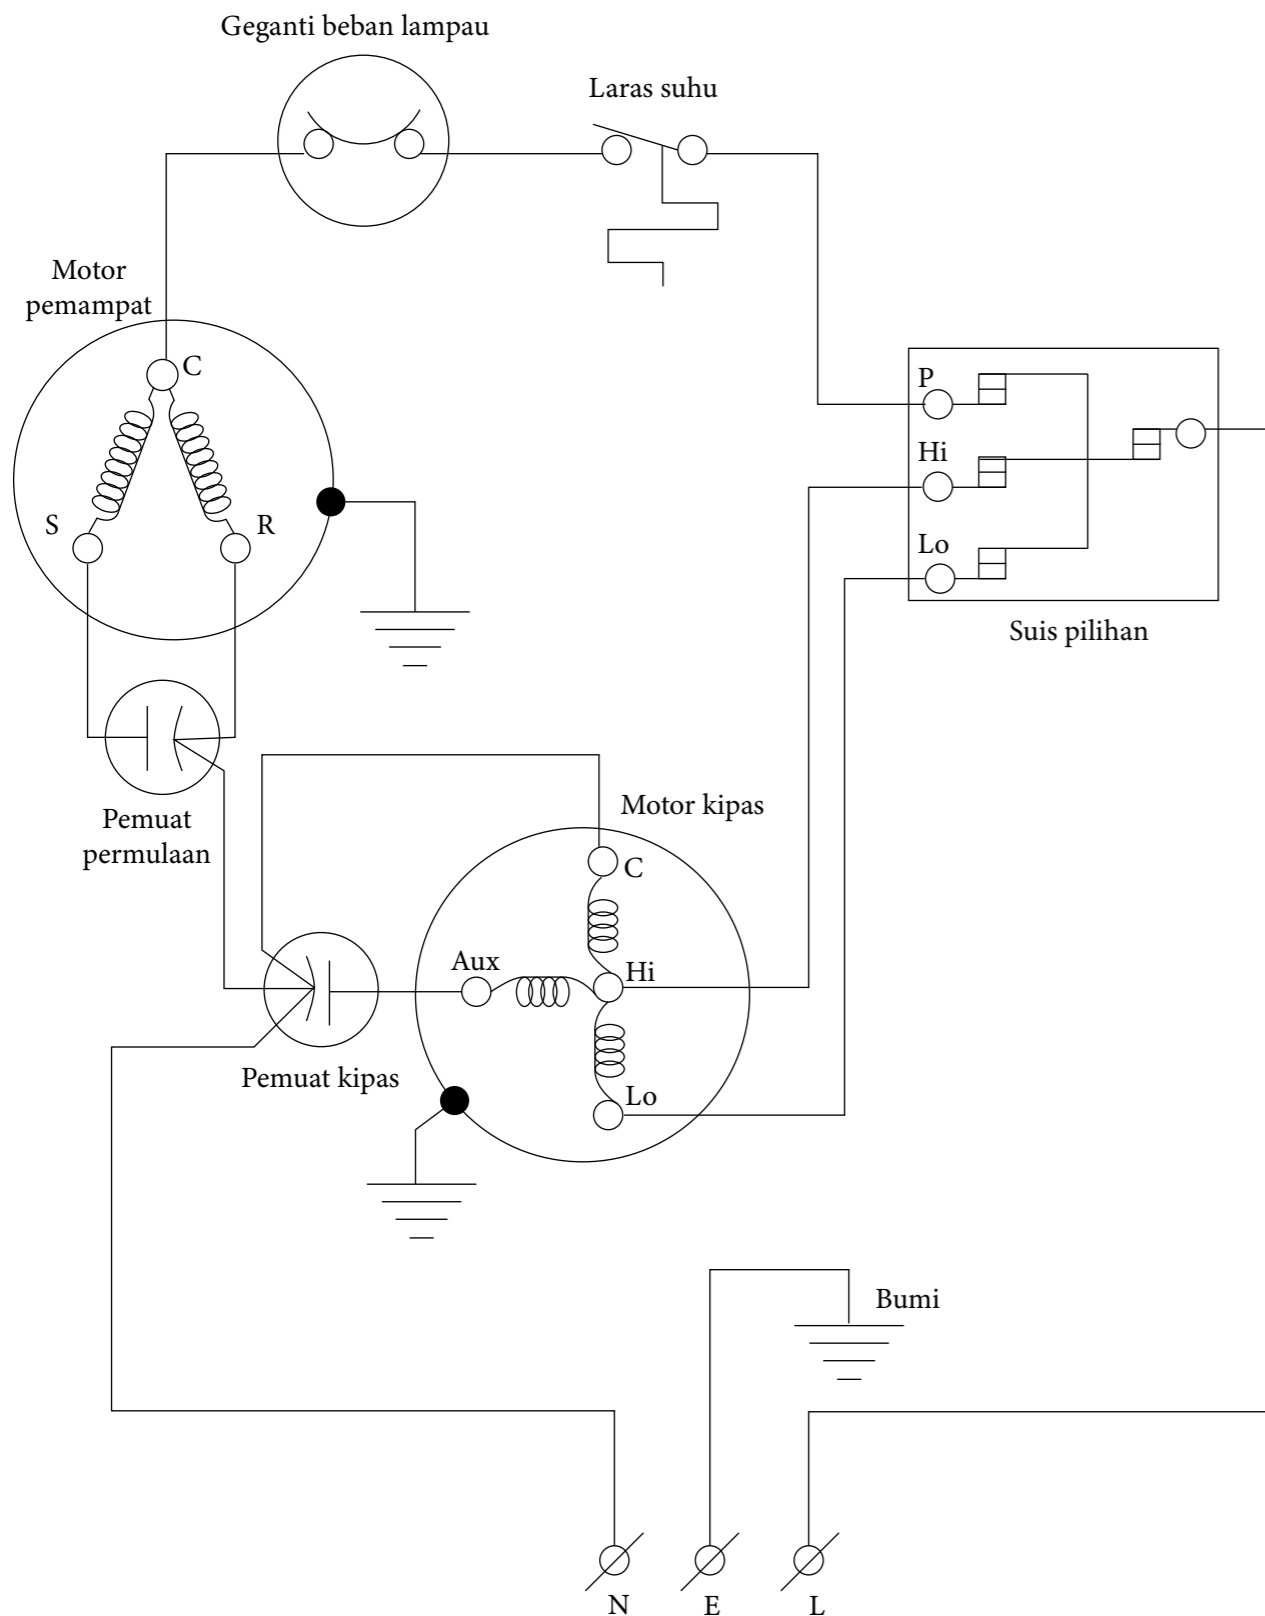 Geganti beban lampau
Laras suhu
Motor
pemampat
C
S
R
P
Hi
Lo
Suis pilihan
Pemuat
permulaan
Motor kipas
C
Aux
Hi
Lo
Pemuat kipas
Bumi
N
E
L